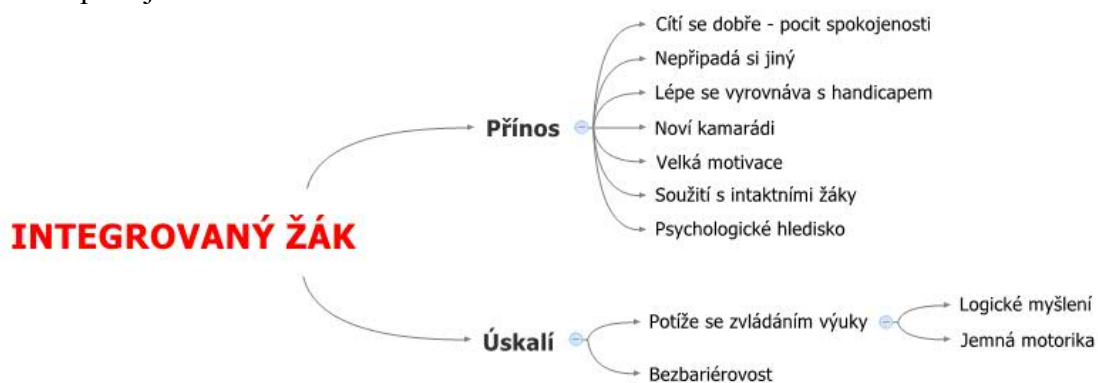 Cítí se dobře - pocit spokojenosti
Nepřipadá si jiný
Lépe se vyrovnáva s handicapem
Přínos
Noví kamarádi
Velká motivace
Soužití s intaktními žáky
Psychologické hledisko
INTEGROVANÝ ŽÁK
Úskalí
Potíže se zvládáním výuky
Logické myšlení
Jemná motorika
Bezbariérovost